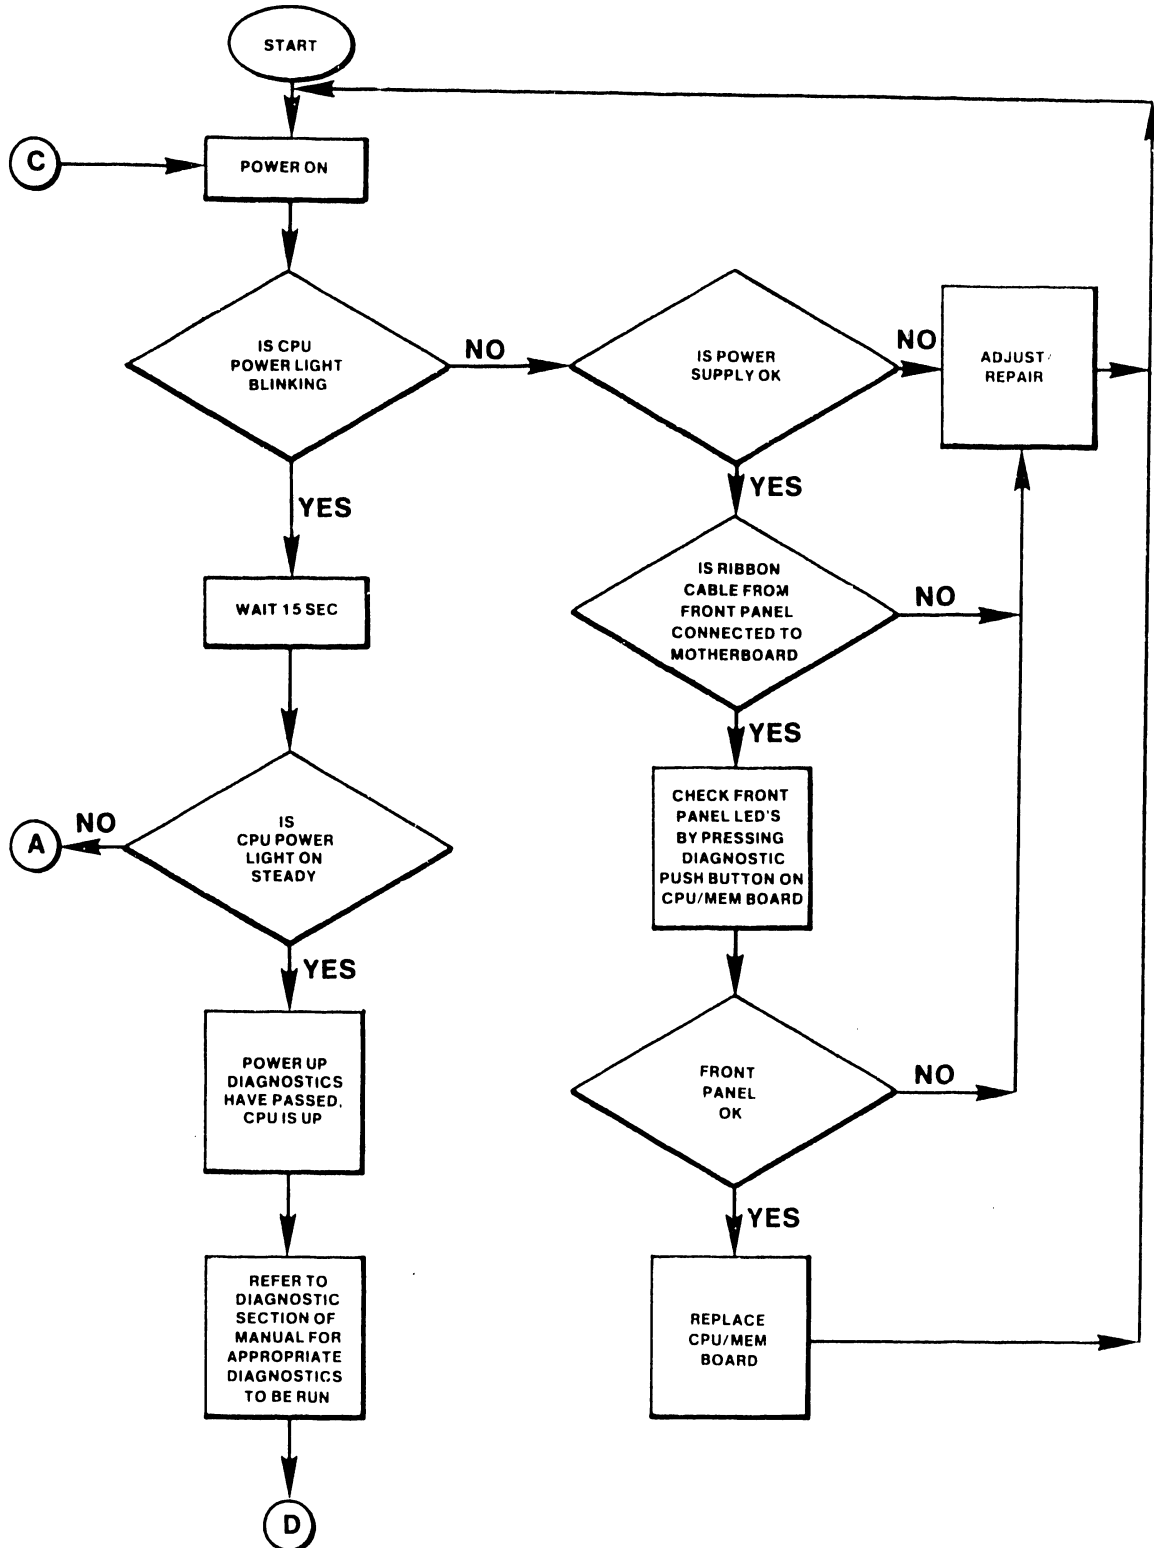 START
C
POWER ON
IS CPU
POWER LIGHT
BLINKING
NO
IS POWER
SUPPLY OK
NO
ADJUST/
REPAIR
YES
YES
IS RIBBON
CABLE FROM
FRONT PANEL
CONNECTED TO
MOTHERBOARD
NO
WAIT 15 SEC
YES
CHECK FRONT
PANEL LED'S
BY PRESSING
DIAGNOSTIC
PUSH BUTTON ON
CPU/MEM BOARD
A
NO
IS
CPU POWER
LIGHT ON
STEADY
YES
POWER UP
DIAGNOSTICS
HAVE PASSED,
CPU IS UP
FRONT
PANEL
OK
NO
YES
REFER TO
DIAGNOSTIC
SECTION OF
MANUAL FOR
APPROPRIATE
DIAGNOSTICS
TO BE RUN
REPLACE
CPU/MEM
BOARD
D